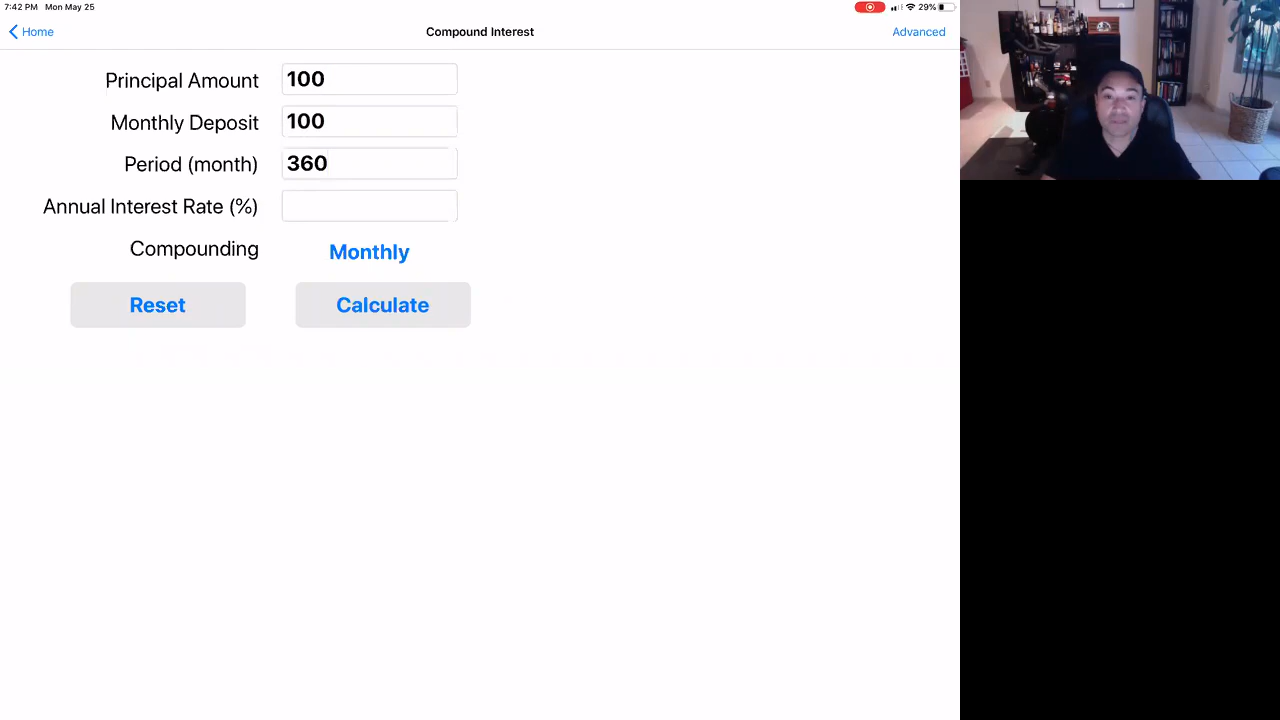 7:42 PM Mon May 25 29%
Home Compound Interest Advanced
Principal Amount 100
Monthly Deposit 100
Period (month) 360
Annual Interest Rate (%)
Compounding Monthly
Reset Calculate